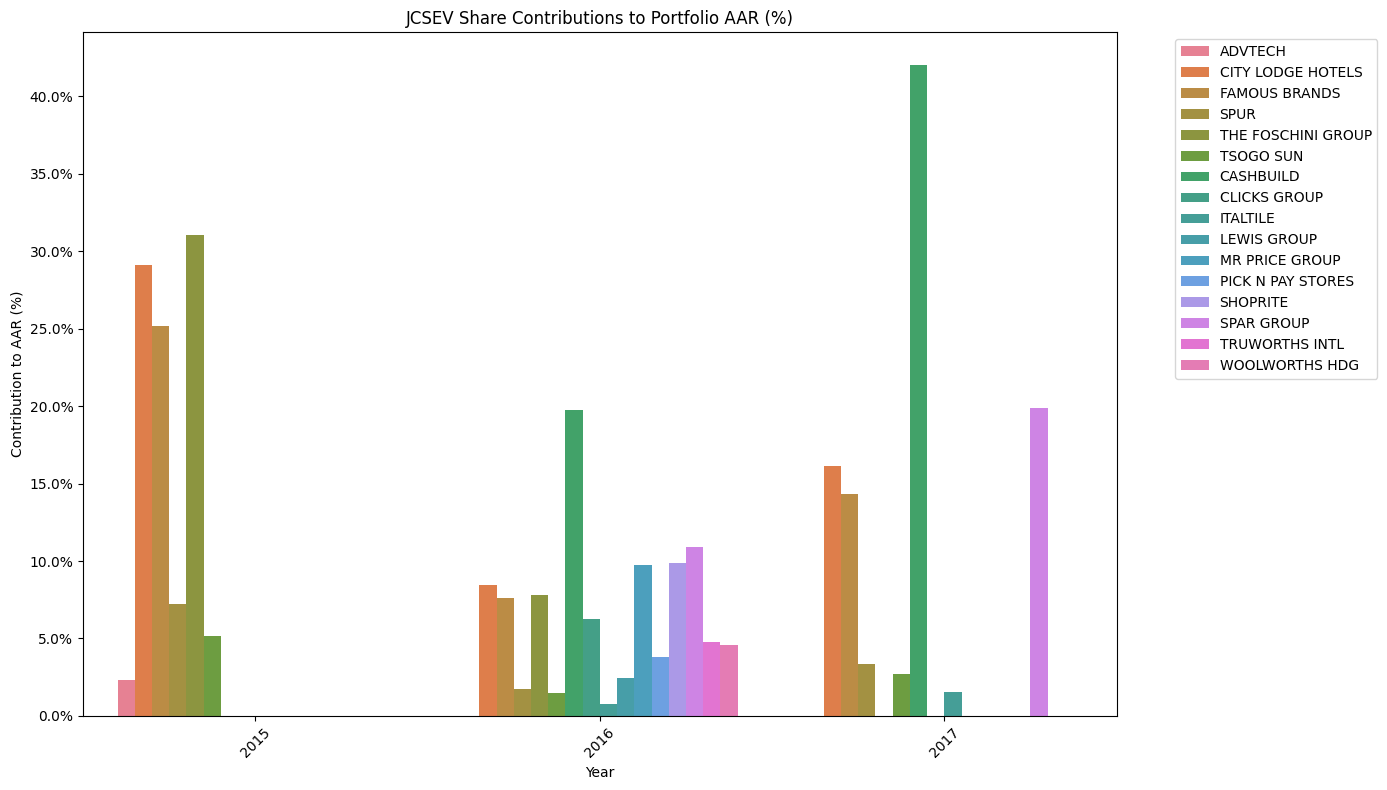 JCSEV Share Contributions to Portfolio AAR (%)
Contribution to AAR (%)
40.0%
35.0%
30.0%
25.0%
20.0%
15.0%
10.0%
5.0%
0.0%
2015
2016
2017
Year
ADVTECH
CITY LODGE HOTELS
FAMOUS BRANDS
SPUR
THE FOSCHINI GROUP
TSOGO SUN
CASHBUILD
CLICKS GROUP
ITALTILE
LEWIS GROUP
MR PRICE GROUP
PICK N PAY STORES
SHOPRITE
SPAR GROUP
TRUWORTHS INTL
WOOLWORTHS HDG